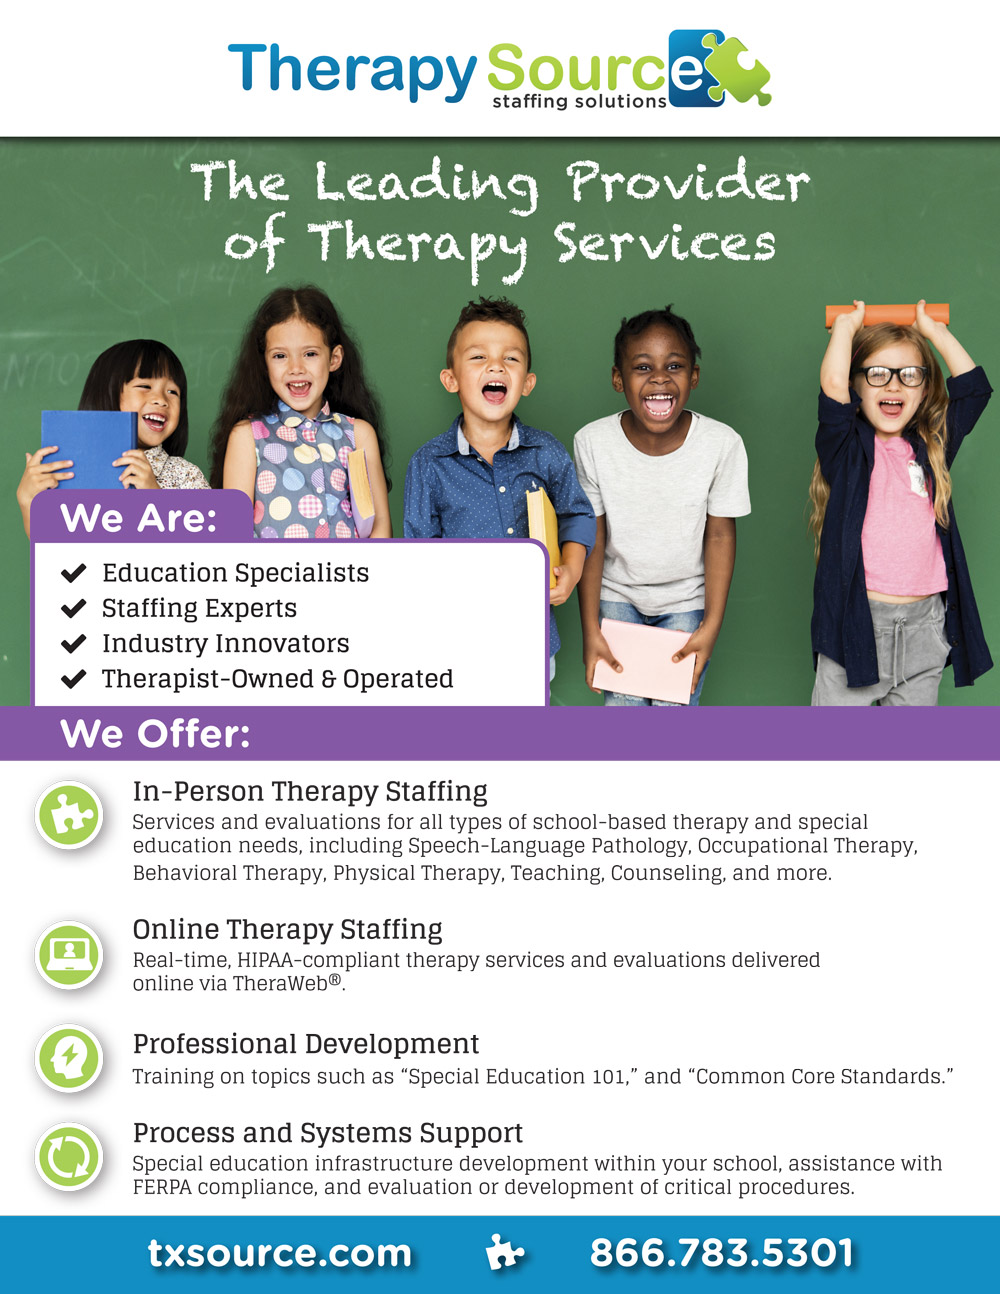 Therapy Source
staffing solutions
The Leading Provider
of Therapy Services
We Are:
Education Specialists
Staffing Experts
Industry Innovators
Therapist-Owned & Operated
We Offer:
In-Person Therapy Staffing
Services and evaluations for all types of school-based therapy and special
education needs, including Speech-Language Pathology, Occupational Therapy,
Behavioral Therapy, Physical Therapy, Teaching, Counseling, and more.
Online Therapy Staffing
Real-time, HIPAA-compliant therapy services and evaluations delivered
online via TheraWeb®.
Professional Development
Training on topics such as “Special Education 101,” and “Common Core Standards.”
Process and Systems Support
Special education infrastructure development within your school, assistance with
FERPA compliance, and evaluation or development of critical procedures.
txsource.com 866.783.5301